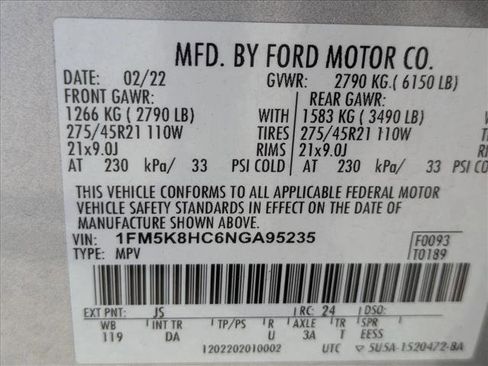 MFD. BY FORD MOTOR CO.
DATE: 02/22 GVWR: 2790 KG.( 6150 LB)
FRONT GAWR: REAR GAWR:
1266 KG ( 2790 LB) WITH 1583 KG ( 3490 LB) WITH
275/45R21 110W TIRES 275/45R21 110W TIRES
21x9.0J RIMS 21x9.0J RIMS
AT 230 kPa/ 33 PSI COLD AT 230 kPa/ 33 PSI COLD
THIS VEHICLE CONFORMS TO ALL APPLICABLE FEDERAL MOTOR
VEHICLE SAFETY STANDARDS IN EFFECT ON THE DATE OF
MANUFACTURE SHOWN ABOVE.
VIN: 1FM5K8HC6NGA95235 F0093
TYPE: MPV T0189
EXT PNT: JS RC: 24 DSO:
WB INT TR TP/PS R AXLE TR SPR
119 DA U 3A T EESS
1202202010002 UTC 5U5A-1520472-BA